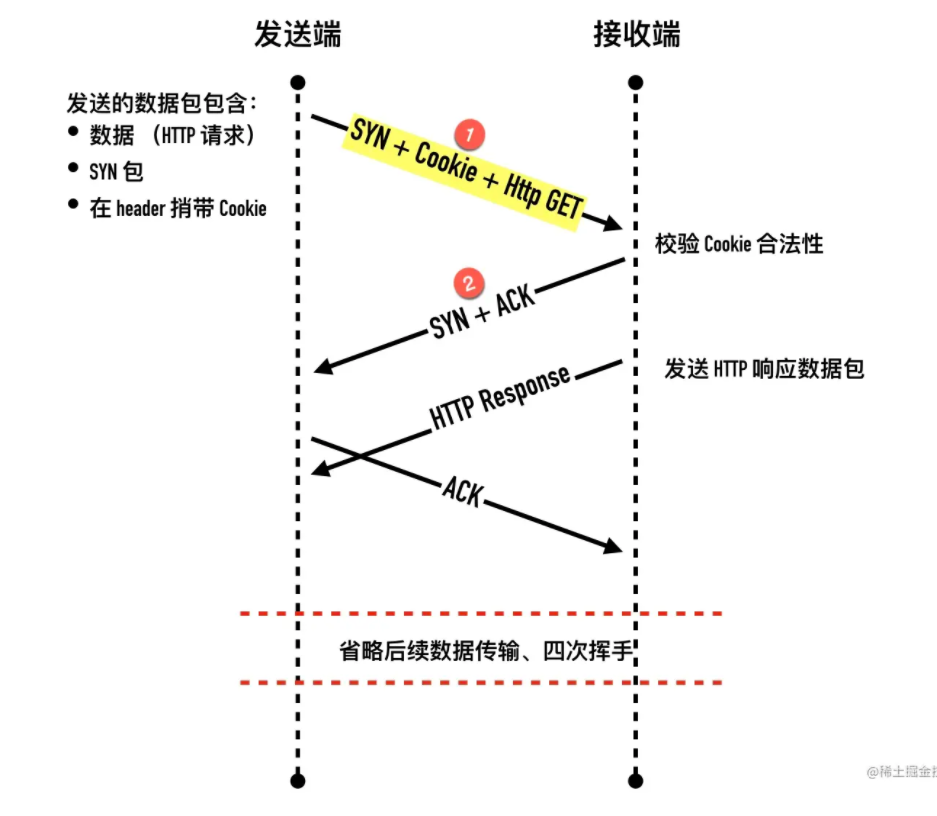 发送端
接收端
发送的数据包包含：
● 数据 （HTTP 请求）
● SYN 包
● 在 header 捎带 Cookie
1
SYN + Cookie + Http GET
校验 Cookie 合法性
2
SYN + ACK
发送 HTTP 响应数据包
HTTP Response
ACK
省略后续数据传输、四次挥手
@稀土掘金